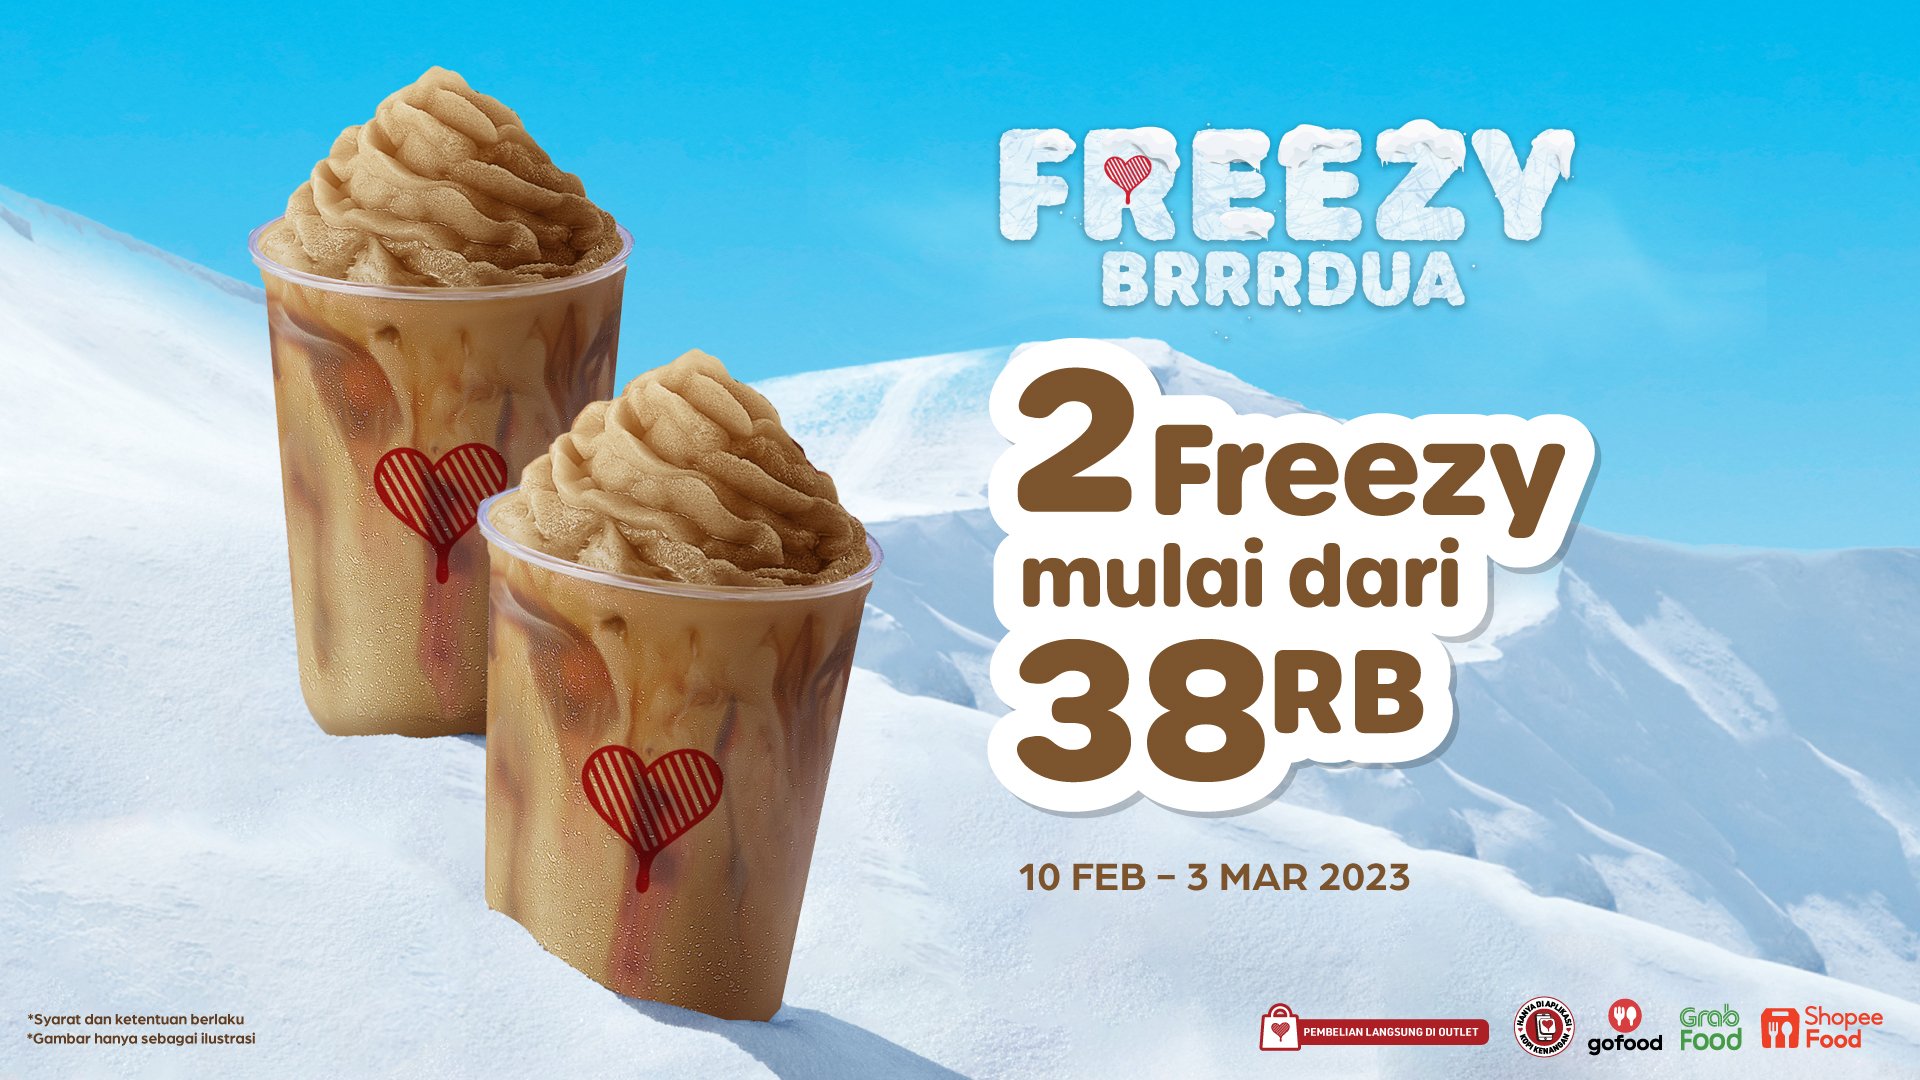 FREEZY
BRRRDUA
2 Freezy
mulai dari
38RB
10 FEB – 3 MAR 2023
*Syarat dan ketentuan berlaku
*Gambar hanya sebagai ilustrasi
PEMBELIAN LANGSUNG DI OUTLET
HANYA DI APLIKASI
KOPI KENANGAN
gofood
Grab
Food
Shopee
Food